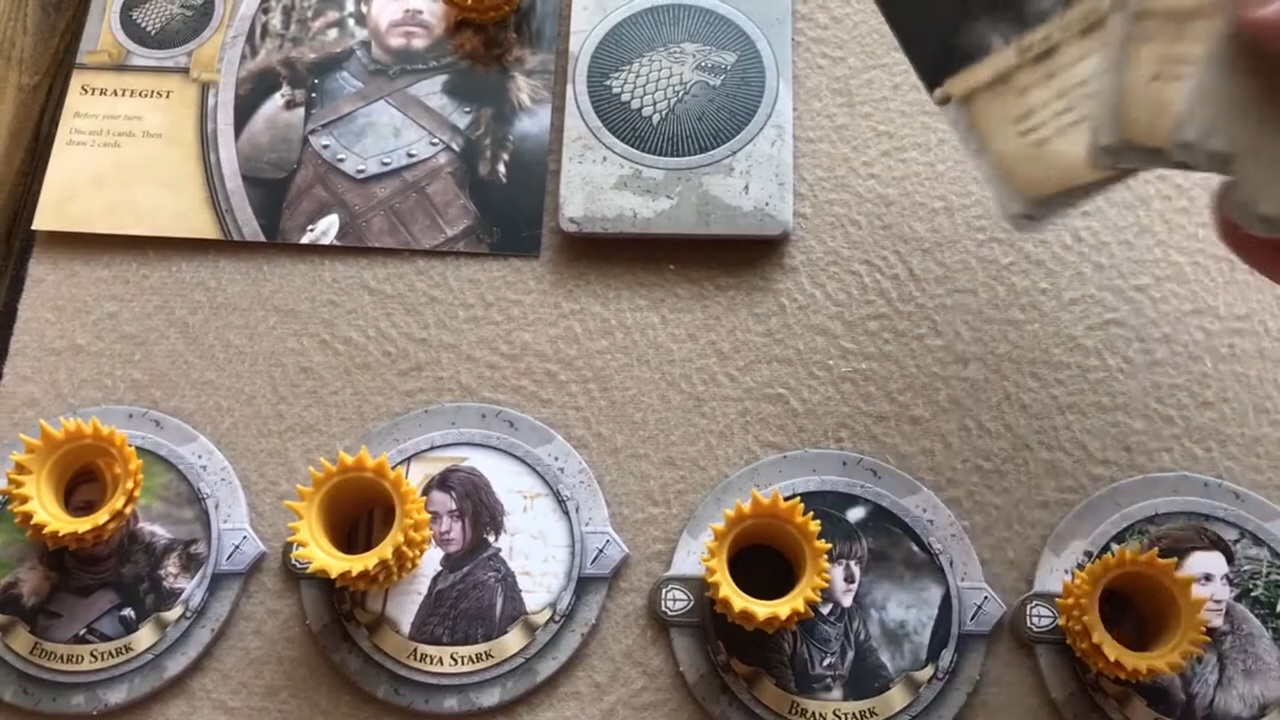 STRATEGIST
Before your turn:
Discard 3 cards. Then
draw 2 cards.
EDDARD STARK
ARYA STARK
BRAN STARK